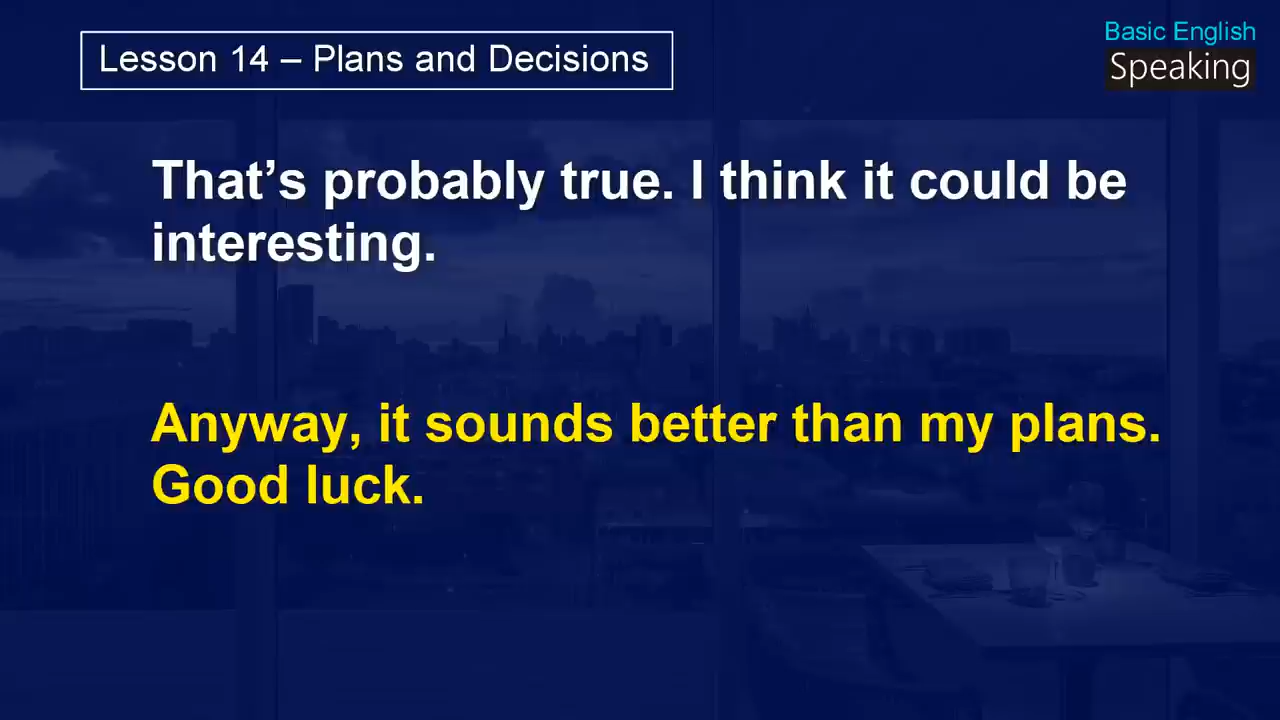 Lesson 14 – Plans and Decisions
Basic English
Speaking
That’s probably true. I think it could be
interesting.
Anyway, it sounds better than my plans.
Good luck.